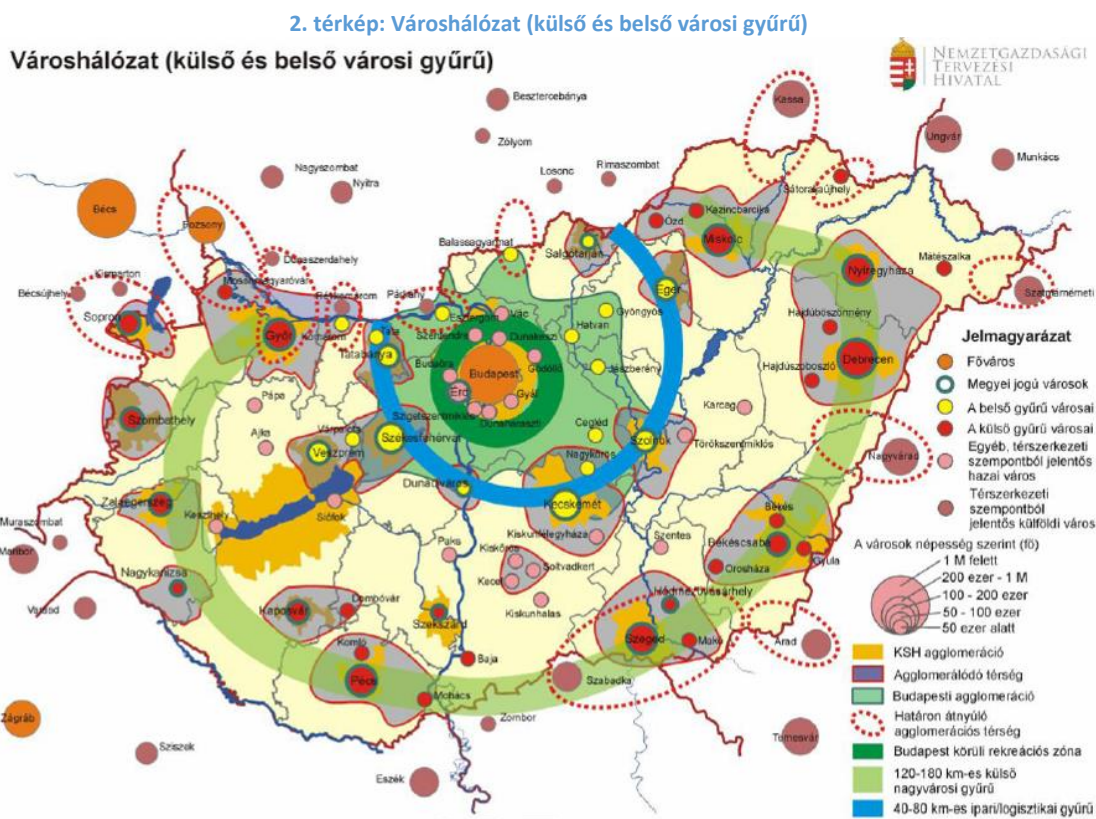 2. térkép: Városhálózat (külső és belső városi gyűrű)
Városhálózat (külső és belső városi gyűrű)
NEMZETGAZDASÁGI
TERVEZÉSI
HIVATAL
Besztercebánya
Kassa
Zólyom
Ungvár
Munkács
Nagyszombat
Nyitra
Losonc
Rimaszombat
Sátoraljaújhely
Bécs
Pozsony
Kazincbarcika
Ózd
Miskolc
Balassagyarmat
Salgótarján
Dunaszerdahely
Mosonmagyaróvár
Kismarton
Bécsújhely
Sopron
Révkomárom
Párkány
Esztergom
Vác
Eger
Nyíregyháza
Mátészalka
Szatmárnémeti
Győr
Komárom
Tata
Tatabánya
Szentendre
Dunakeszi
Hatvan
Gyöngyös
Hajdúböszörmény
Budaörs
Budapest
Gödöllő
Jászberény
Debrecen
Hajdúszoboszló
Érd
Gyál
Pápa
Szigetszentmiklós
Dunaharaszti
Karcag
Szombathely
Ajka
Várpalota
Veszprém
Székesfehérvár
Cegléd
Szolnok
Törökszentmiklós
Nagyvárad
Nagykőrös
Dunaújváros
Kecskemét
Zalaegerszeg
Keszthely
Siófok
Muraszombat
Maribor
Paks
Kiskunfélegyháza
Szentes
Békés
Békéscsaba
Gyula
Orosháza
Kiskőrös
Soltvadkert
Kecel
Kiskunhalas
Nagykanizsa
Varasd
Kaposvár
Dombóvár
Szekszárd
Hódmezővásárhely
Szeged
Makó
Arad
Komló
Pécs
Baja
Mohács
Szabadka
Zágráb
Sziszek
Zombor
Eszék
Temesvár
Jelmagyarázat
Főváros
Megyei jogú városok
A belső gyűrű városai
A külső gyűrű városai
Egyéb, térszerkezeti
szempontból jelentős
hazai város
Térszerkezeti
szempontból
jelentős külföldi város
A városok népesség szerint (fő)
1 M felett
200 ezer - 1 M
100 - 200 ezer
50 - 100 ezer
50 ezer alatt
KSH agglomeráció
Agglomerálódó térség
Budapesti agglomeráció
Határon átnyúló
agglomerációs térség
Budapest körüli rekreációs zóna
120-180 km-es külső
nagyvárosi gyűrű
40-80 km-es ipari/logisztikai gyűrű